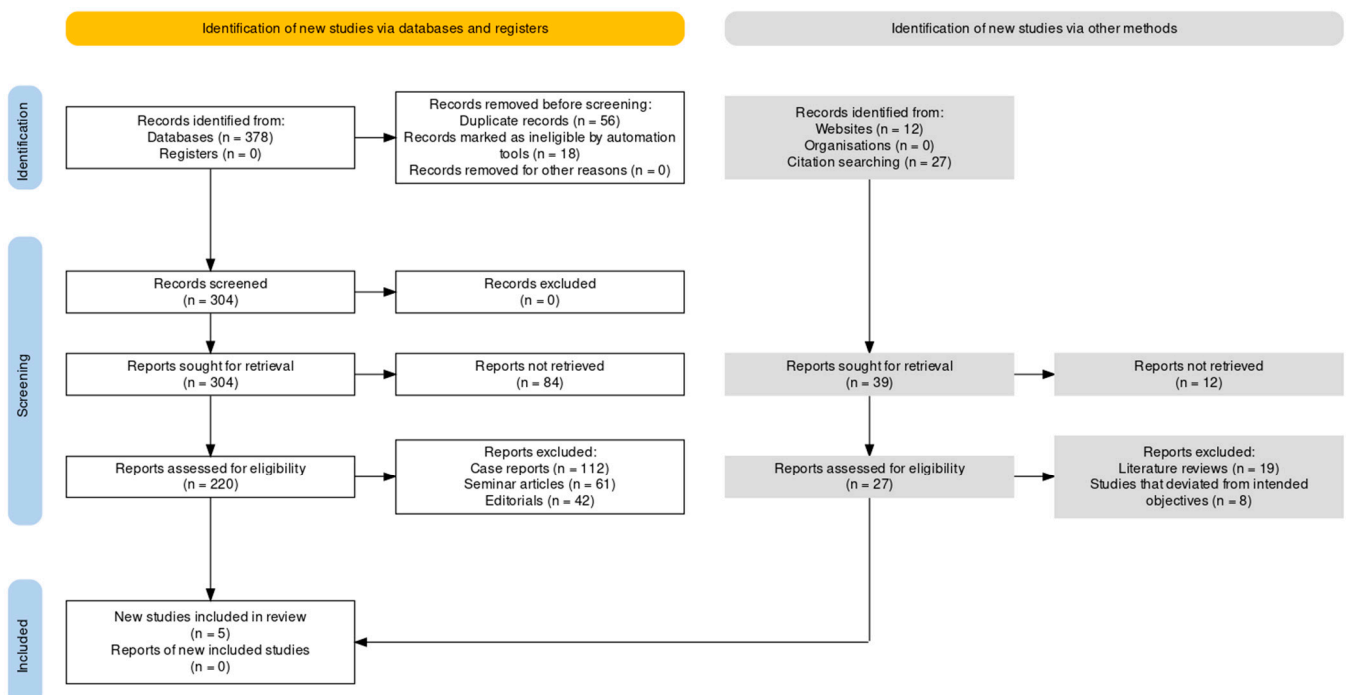 Identification of new studies via databases and registers
Identification of new studies via other methods
Identification
Records identified from:
Databases (n = 378)
Registers (n = 0)
Records removed before screening:
Duplicate records (n = 56)
Records marked as ineligible by automation
tools (n = 18)
Records removed for other reasons (n = 0)
Records identified from:
Websites (n = 12)
Organisations (n = 0)
Citation searching (n = 27)
Screening
Records screened
(n = 304)
Records excluded
(n = 0)
Reports sought for retrieval
(n = 304)
Reports not retrieved
(n = 84)
Reports sought for retrieval
(n = 39)
Reports not retrieved
(n = 12)
Reports assessed for eligibility
(n = 220)
Reports excluded:
Case reports (n = 112)
Seminar articles (n = 61)
Editorials (n = 42)
Reports assessed for eligibility
(n = 27)
Reports excluded:
Literature reviews (n = 19)
Studies that deviated from intended
objectives (n = 8)
Included
New studies included in review
(n = 5)
Reports of new included studies
(n = 0)